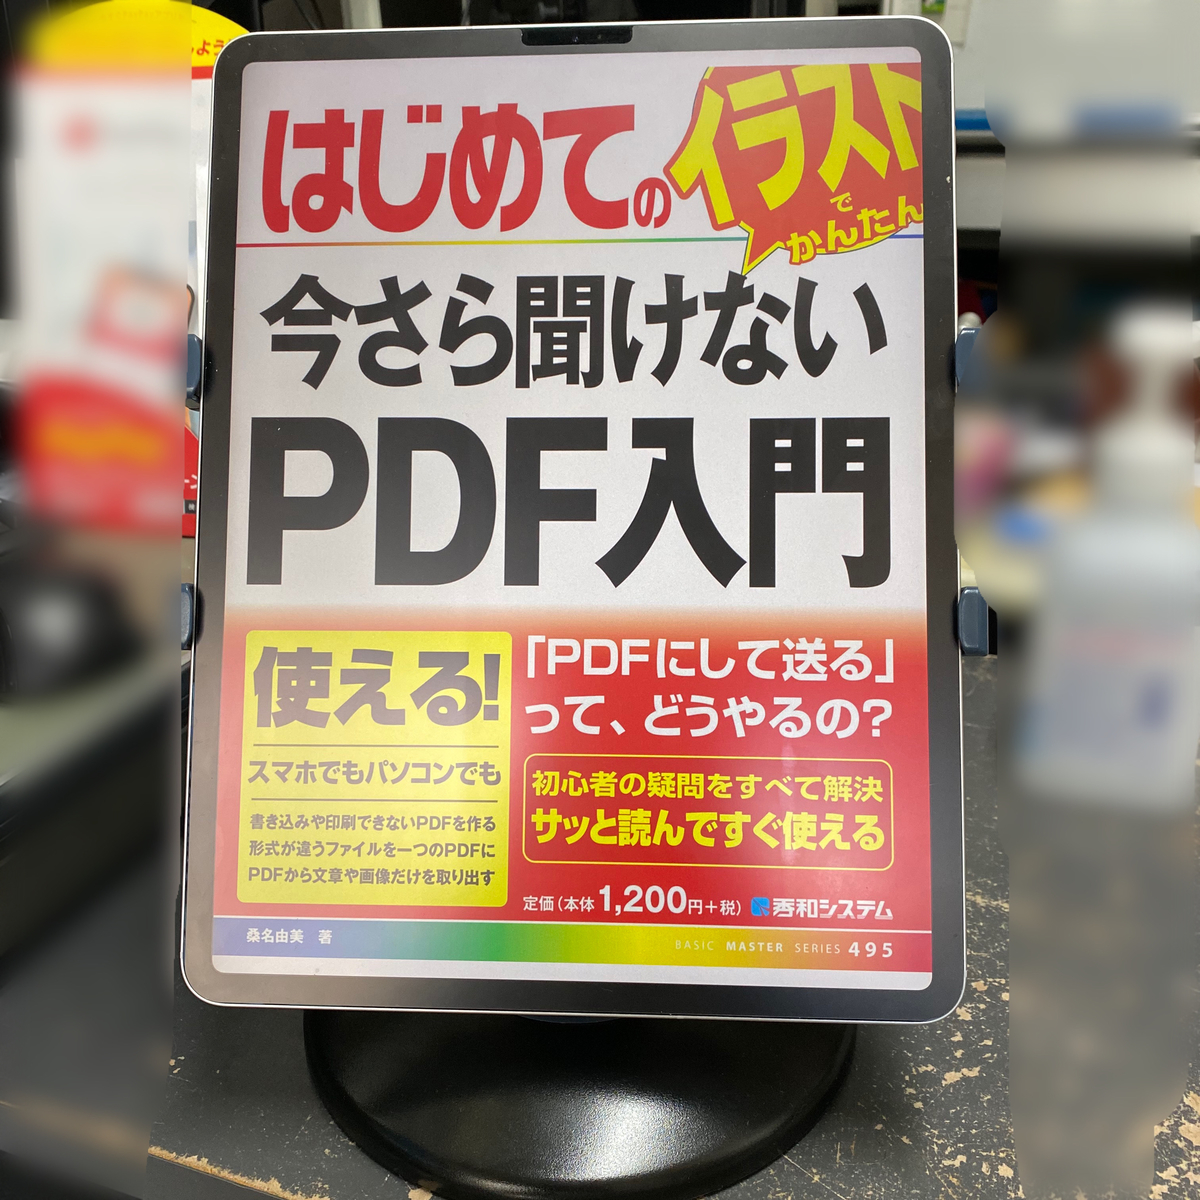 しよう
はじめての
イラスト
で
かんたん
今さら聞けない
PDF入門
使える!
スマホでもパソコンでも
書き込みや印刷できないPDFを作る
形式が違うファイルを一つのPDFに
PDFから文章や画像だけを取り出す
「PDFにして送る」
って、どうやるの?
初心者の疑問をすべて解決
サッと読んですぐ使える
定価(本体1,200円+税) 秀和システム
桑名由美 著
BASIC MASTER SERIES 495